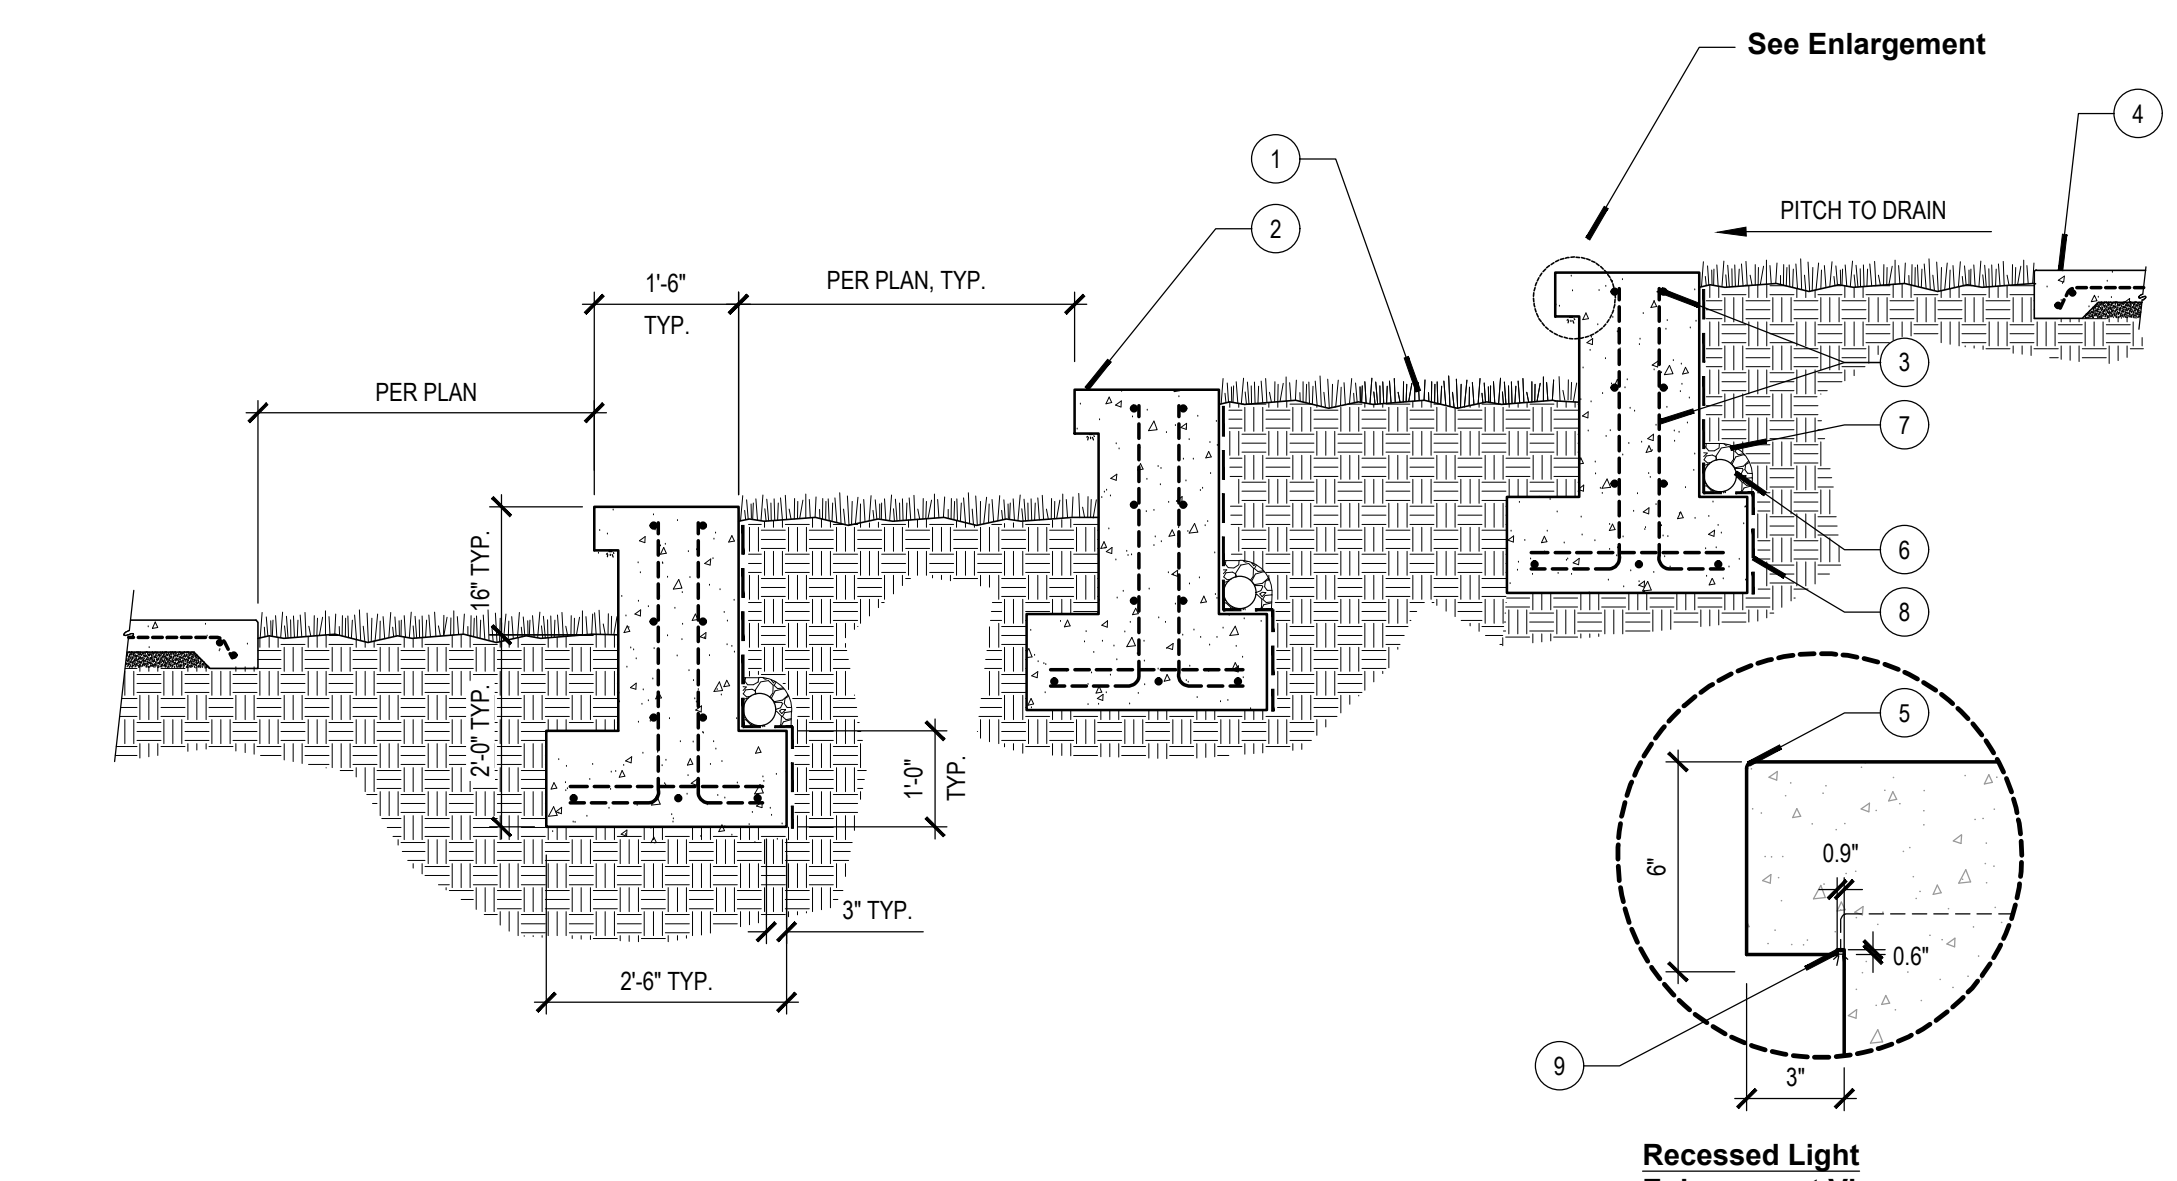 See Enlargement
4
1
PITCH TO DRAIN
2
1'-6"
TYP.
PER PLAN, TYP.
3
PER PLAN
7
16" TYP.
6
8
2'-0" TYP.
5
1'-0"
TYP.
6"
0.9"
3" TYP.
0.6"
2'-6" TYP.
9
3"
Recessed Light